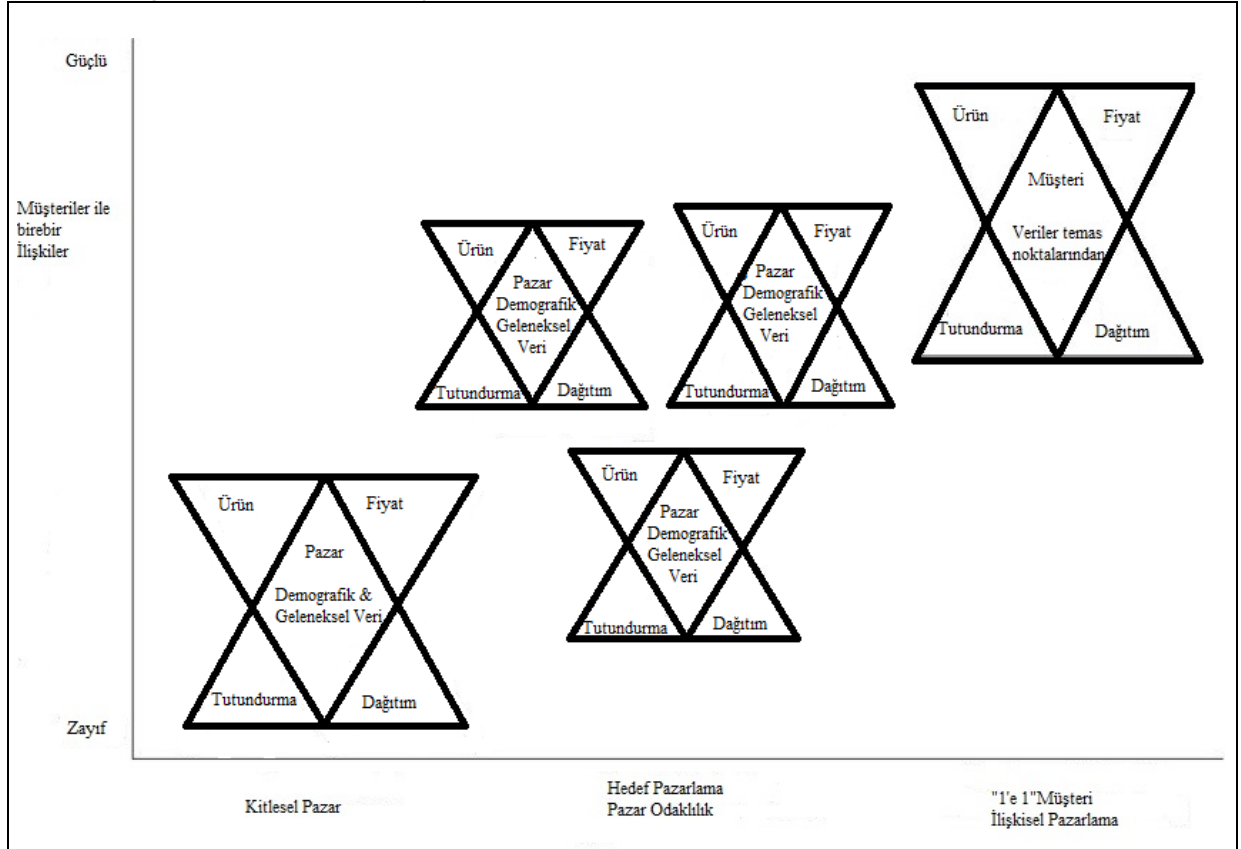 Güçlü
Müşteriler ile
birebir
İlişkiler
Zayıf
Ürün
Fiyat
Müşteri
Veriler temas
noktalarından
Tutundurma
Dağıtım
Ürün
Fiyat
Pazar
Demografik
Geleneksel
Veri
Tutundurma
Dağıtım
Ürün
Fiyat
Pazar
Demografik
Geleneksel
Veri
Tutundurma
Dağıtım
Ürün
Fiyat
Pazar
Demografik
Geleneksel
Veri
Tutundurma
Dağıtım
Ürün
Fiyat
Pazar
Demografik &
Geleneksel Veri
Tutundurma
Dağıtım
Kitlesel Pazar
Hedef Pazarlama
Pazar Odaklılık
"1'e 1"Müşteri
İlişkisel Pazarlama